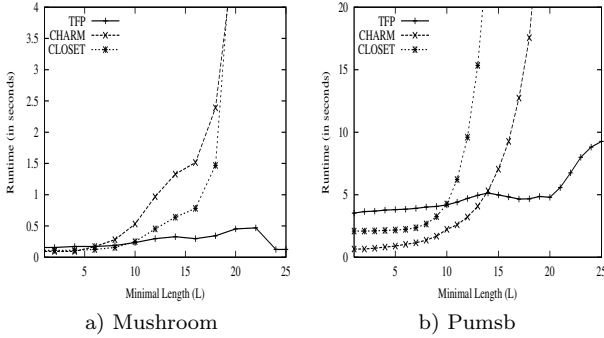 TFP
CHARM
CLOSET
Runtime (in seconds)
4
3.5
3
2.5
2
1.5
1
0.5
0
5
10
15
20
25
Minimal Length (L)
a) Mushroom
TFP
CHARM
CLOSET
Runtime (in seconds)
20
15
10
5
0
5
10
15
20
25
Minimal Length (L)
b) Pumsb